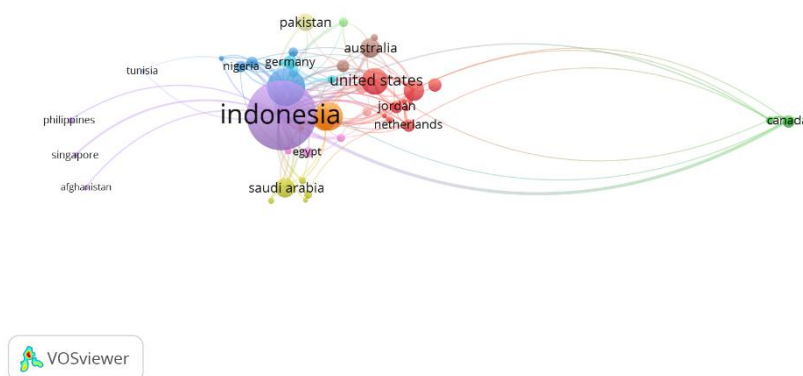 pakistan
australia
nigeria
germany
tunisia
united states
indonesia
jordan
philippines
netherlands
canada
singapore
egypt
afghanistan
saudi arabia
VOSviewer